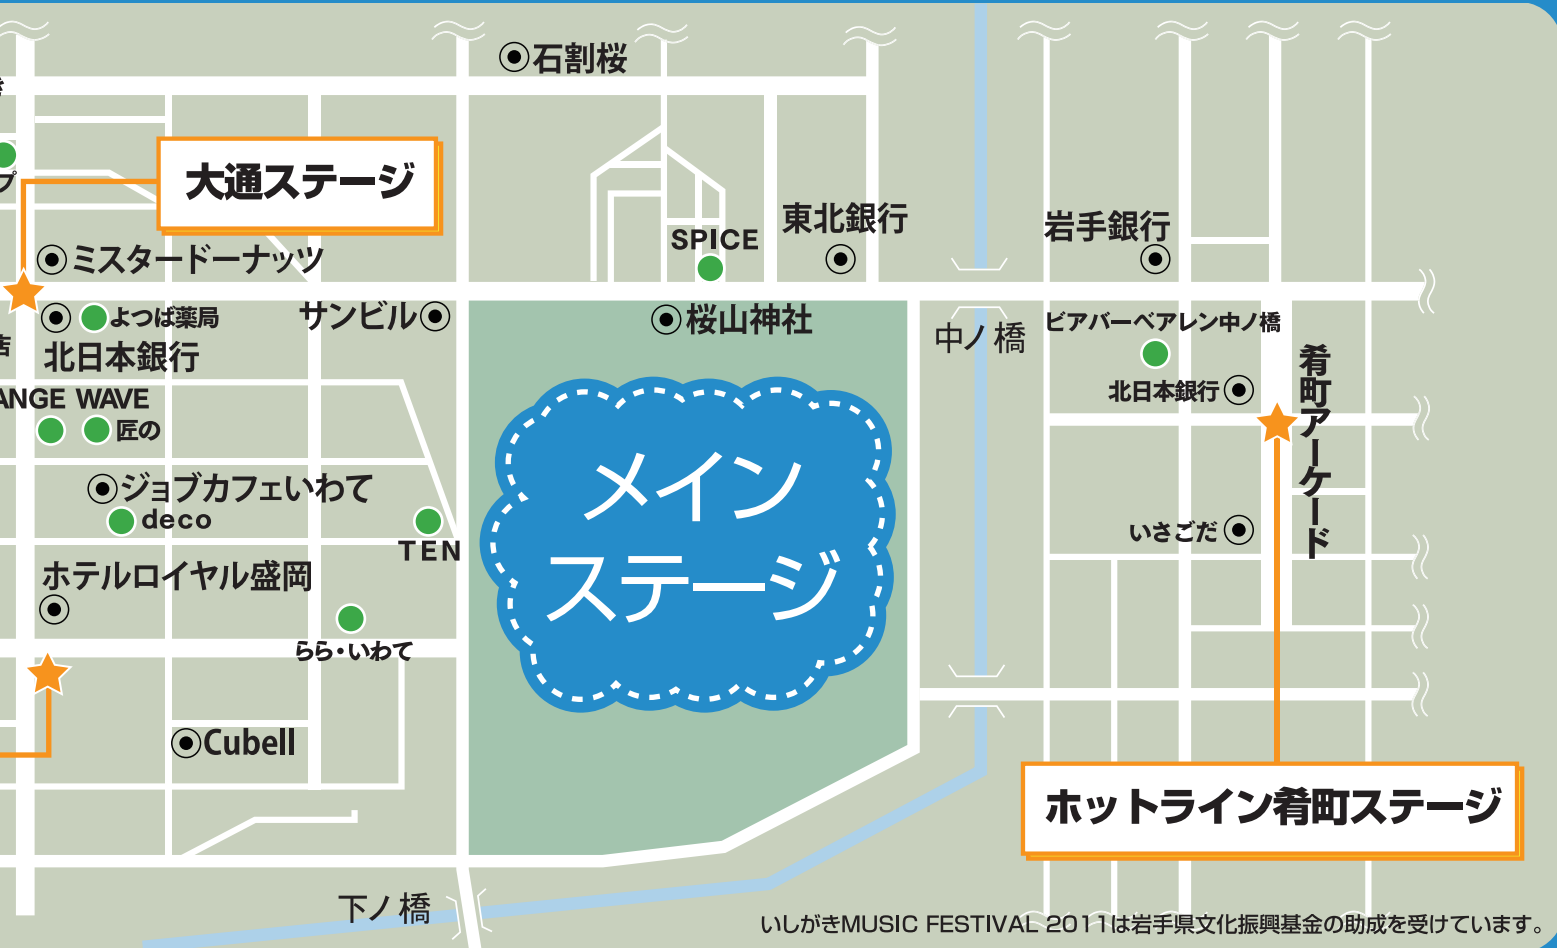 石割桜
大通ステージ
プ
ミスタードーナッツ
SPICE
東北銀行
岩手銀行
よつば薬局
サンビル
桜山神社
中ノ橋
ビアバーベアレン中ノ橋
店
北日本銀行
北日本銀行
肴町アーケード
ANGE WAVE
匠の
メイン
ステージ
ジョブカフェいわて
deco
TEN
いさごだ
ホテルロイヤル盛岡
らら・いわて
Cubell
ホットライン肴町ステージ
下ノ橋
いしがきMUSIC FESTIVAL 2011は岩手県文化振興基金の助成を受けています。